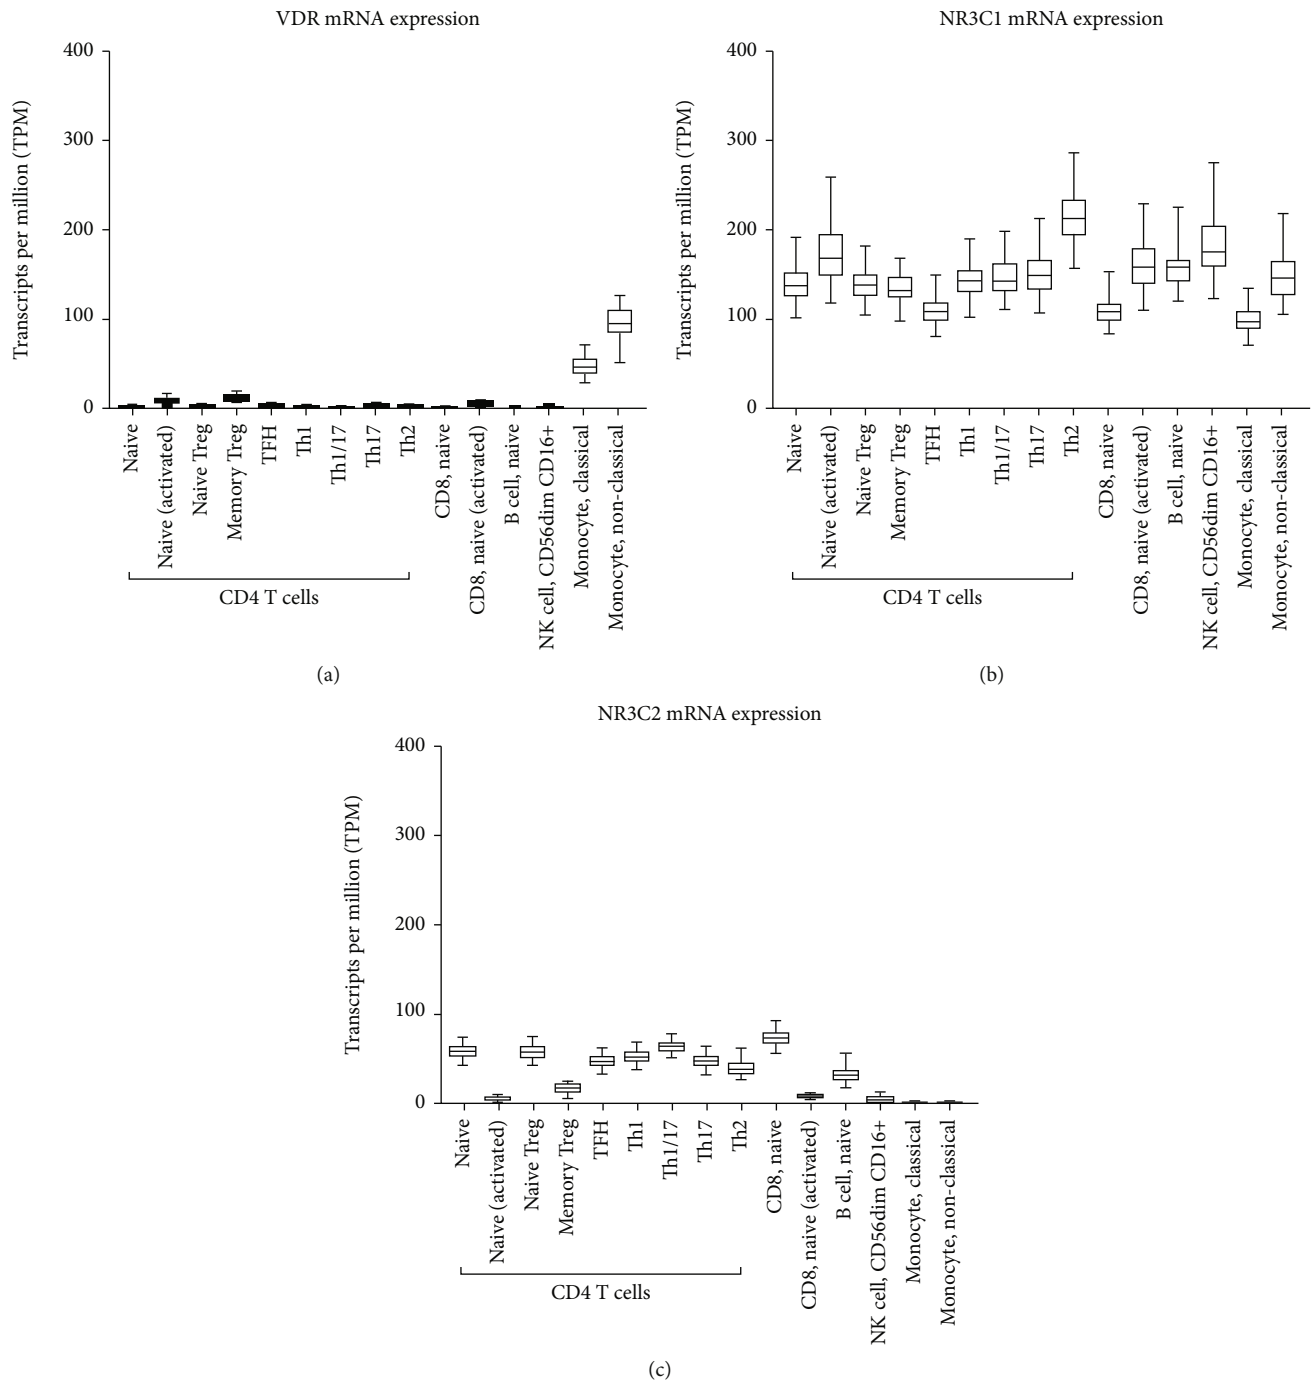 VDR mRNA expression
Transcripts per million (TPM)
400
300
200
100
0
Naive
Naive (activated)
Naive Treg
Memory Treg
TFH
Th1
Th1/17
Th17
Th2
CD8, naive
CD8, naive (activated)
B cell, naive
NK cell, CD56dim CD16+
Monocyte, classical
Monocyte, non-classical
CD4 T cells
(a)
NR3C1 mRNA expression
Transcripts per million (TPM)
400
300
200
100
0
Naive
Naive (activated)
Naive Treg
Memory Treg
TFH
Th1
Th1/17
Th17
Th2
CD8, naive
CD8, naive (activated)
B cell, naive
NK cell, CD56dim CD16+
Monocyte, classical
Monocyte, non-classical
CD4 T cells
(b)
NR3C2 mRNA expression
Transcripts per million (TPM)
400
300
200
100
0
Naive
Naive (activated)
Naive Treg
Memory Treg
TFH
Th1
Th1/17
Th17
Th2
CD8, naive
CD8, naive (activated)
B cell, naive
NK cell, CD56dim CD16+
Monocyte, classical
Monocyte, non-classical
CD4 T cells
(c)